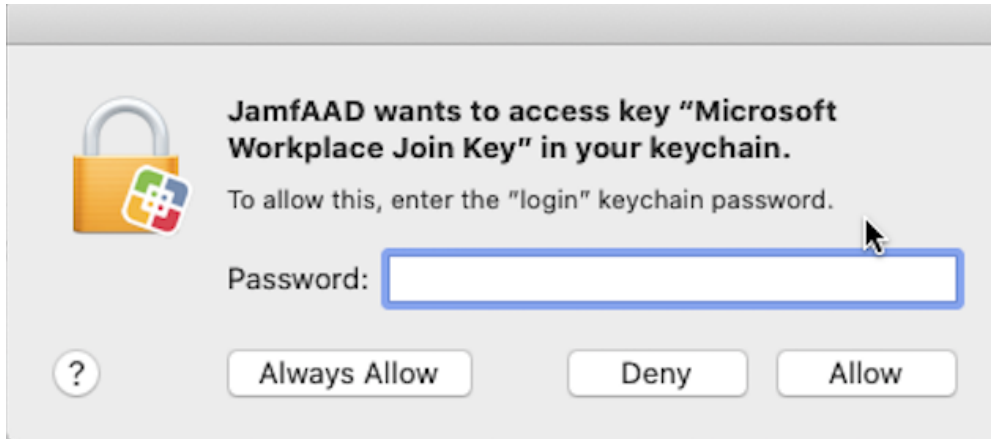 JamfAAD wants to access key “Microsoft
Workplace Join Key” in your keychain.
To allow this, enter the “login” keychain password.
Password:
?
Always Allow
Deny
Allow